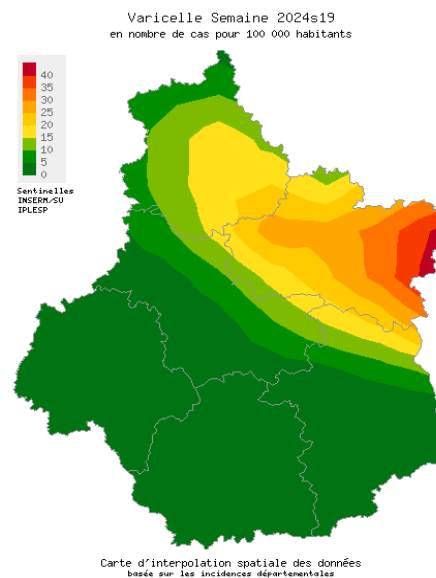 Varicelle Semaine 2024s19
en nombre de cas pour 100 000 habitants
40
35
30
25
20
15
10
5
0
Sentinelles
INSERM/SU
IPLESP
Carte d'interpolation spatiale des données
basée sur les incidences départementales